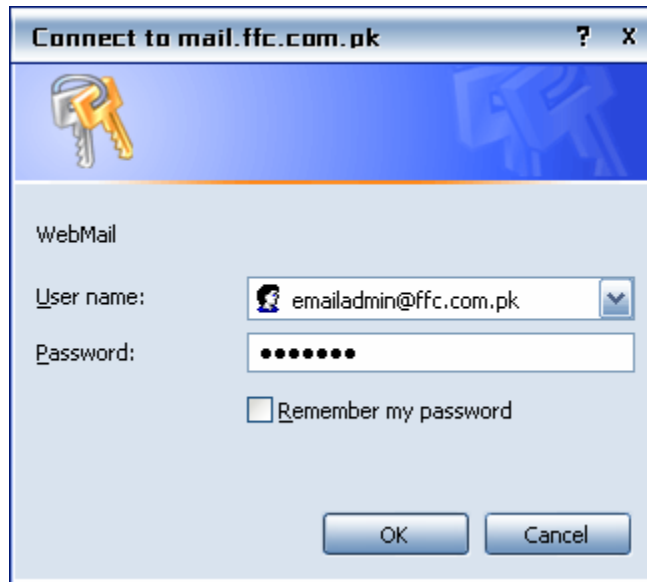 Connect to mail.ffc.com.pk ? X
WebMail
User name: emailadmin@ffc.com.pk
Password: •••••••
Remember my password
OK Cancel